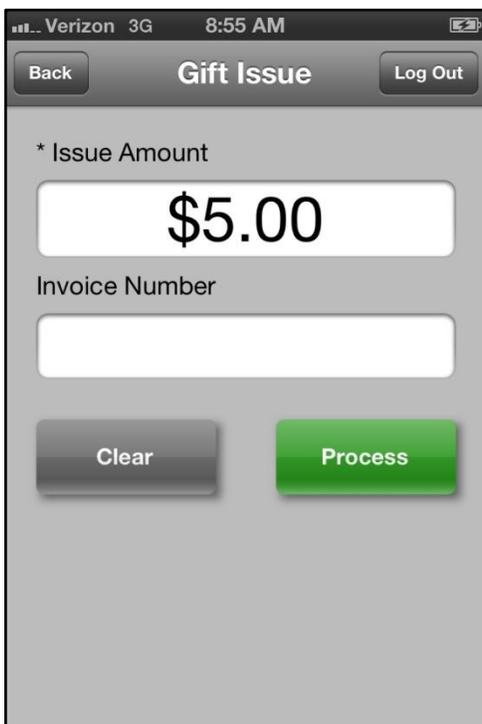 Verizon 3G 8:55 AM
Back Gift Issue Log Out
* Issue Amount
$5.00
Invoice Number
Clear Process